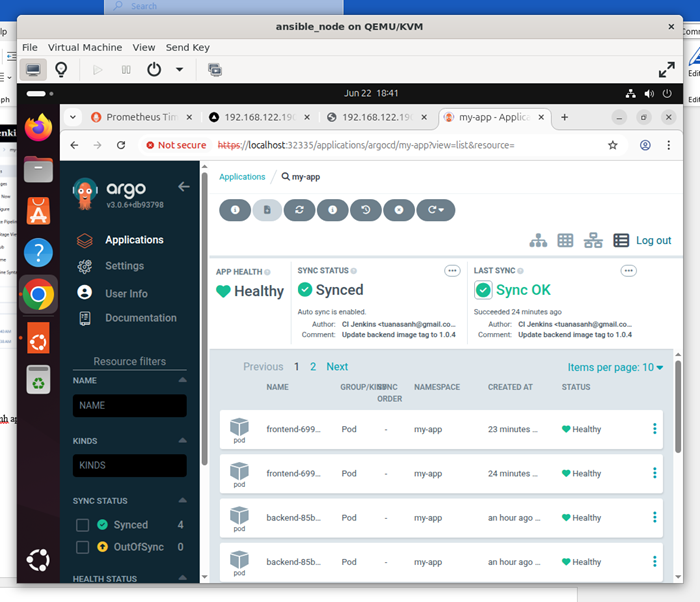 Search
ansible_node on QEMU/KVM
File Virtual Machine View Send Key
Jun 22 18:41
Prometheus Tim
192.168.122.190
192.168.122.190
my-app - Applica
Not secure https://localhost:32335/applications/argocd/my-app?view=list&resource=
argo
v3.0.6+db93798
Applications
Settings
User Info
Documentation
Resource filters
NAME
NAME
KINDS
KINDS
SYNC STATUS
Synced 4
OutOfSync 0
HEALTH STATUS
Applications / my-app
Log out
APP HEALTH
Healthy
SYNC STATUS
Synced
Auto sync is enabled.
Author: CI Jenkins <tuanasanh@gmail.co...
Comment: Update backend image tag to 1.0.4
LAST SYNC
Sync OK
Succeeded 24 minutes ago
Author: CI Jenkins <tuanasanh@gmail.co...
Comment: Update backend image tag to 1.0.4
Previous 1 2 Next
Items per page: 10
NAME GROUP/KIND SYNC ORDER NAMESPACE CREATED AT STATUS
pod frontend-699... Pod - my-app 23 minutes ... Healthy
pod frontend-699... Pod - my-app 24 minutes ... Healthy
pod backend-85b... Pod - my-app an hour ago ... Healthy
pod backend-85b... Pod - my-app an hour ago ... Healthy